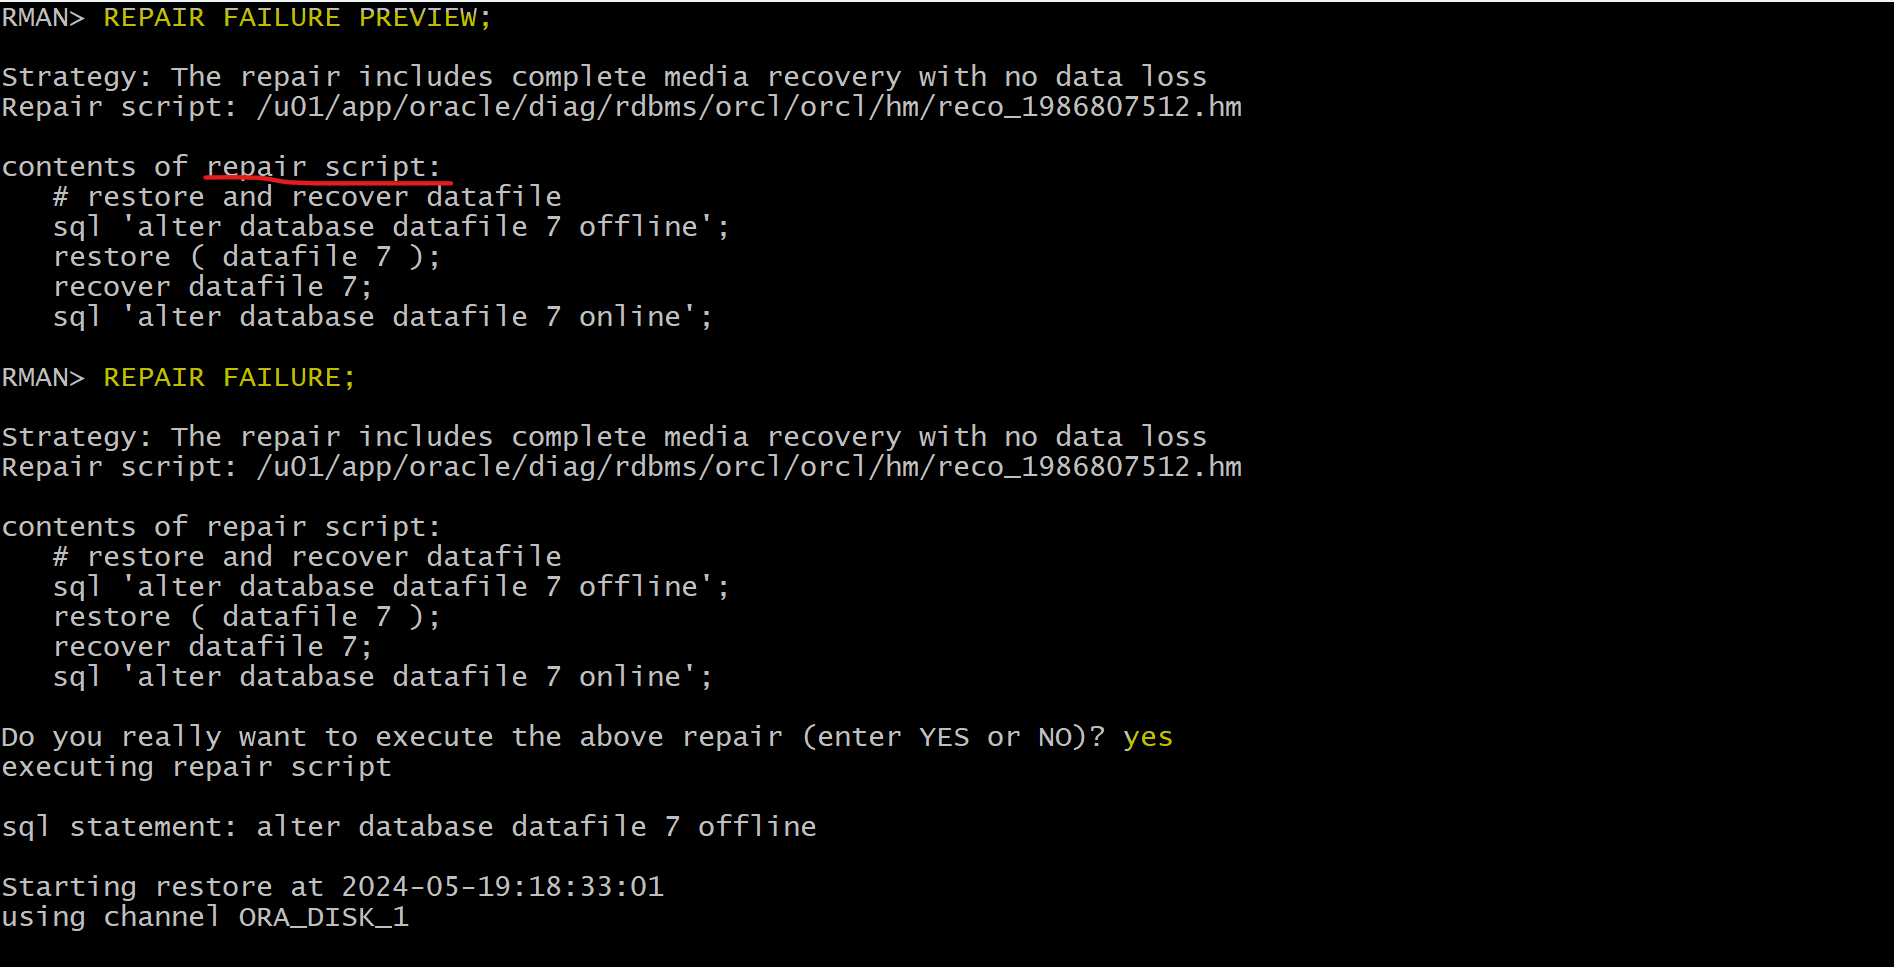 RMAN> REPAIR FAILURE PREVIEW;
Strategy: The repair includes complete media recovery with no data loss
Repair script: /u01/app/oracle/diag/rdbms/orcl/orcl/hm/reco_1986807512.hm
contents of repair script:
   # restore and recover datafile
   sql 'alter database datafile 7 offline';
   restore ( datafile 7 );
   recover datafile 7;
   sql 'alter database datafile 7 online';
RMAN> REPAIR FAILURE;
Strategy: The repair includes complete media recovery with no data loss
Repair script: /u01/app/oracle/diag/rdbms/orcl/orcl/hm/reco_1986807512.hm
contents of repair script:
   # restore and recover datafile
   sql 'alter database datafile 7 offline';
   restore ( datafile 7 );
   recover datafile 7;
   sql 'alter database datafile 7 online';
Do you really want to execute the above repair (enter YES or NO)? yes
executing repair script
sql statement: alter database datafile 7 offline
Starting restore at 2024-05-19:18:33:01
using channel ORA_DISK_1